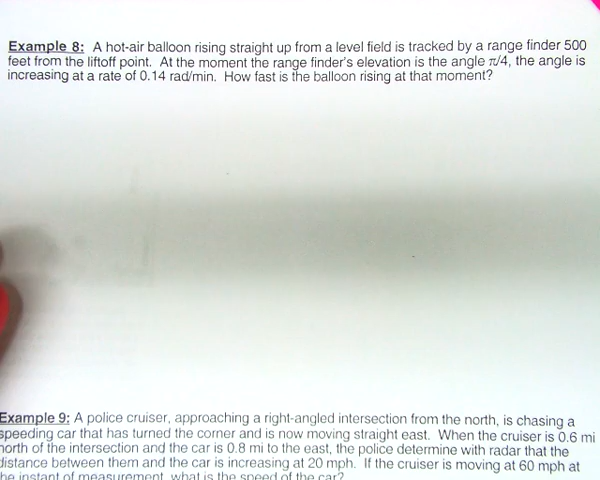 Example 8: A hot-air balloon rising straight up from a level field is tracked by a range finder 500
feet from the liftoff point. At the moment the range finder's elevation is the angle π/4, the angle is
increasing at a rate of 0.14 rad/min. How fast is the balloon rising at that moment?
Example 9: A police cruiser, approaching a right-angled intersection from the north, is chasing a
speeding car that has turned the corner and is now moving straight east. When the cruiser is 0.6 mi
north of the intersection and the car is 0.8 mi to the east, the police determine with radar that the
distance between them and the car is increasing at 20 mph. If the cruiser is moving at 60 mph at
the instant of measurement, what is the speed of the car?